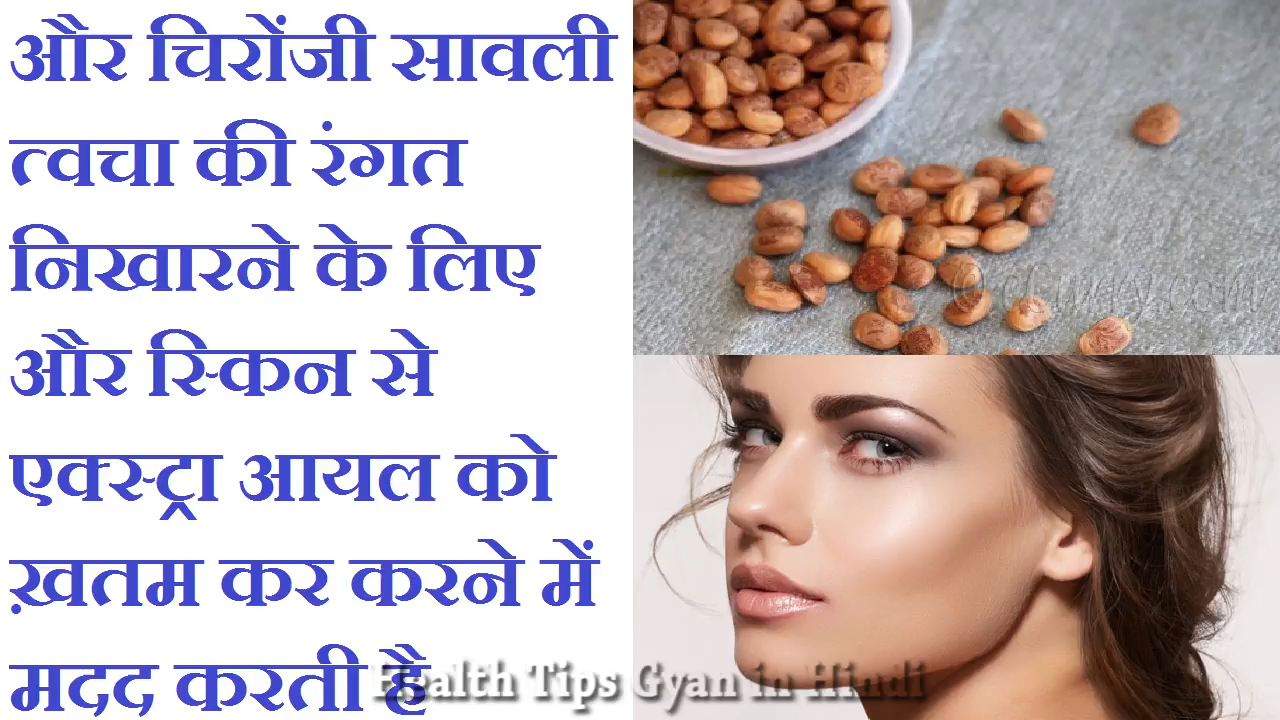 और चिरोंजी सावली
त्वचा की रंगत
निखारने के लिए
और स्किन से
एक्स्ट्रा आयल को
ख़तम कर करने में
मदद करती है
Health Tips Gyan in Hindi